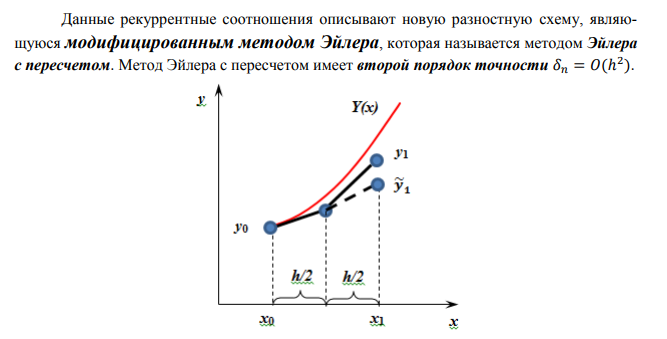 Данные рекуррентные соотношения описывают новую разностную схему, являю-
щуюся модифицированным методом Эйлера, которая называется методом Эйлера
с пересчетом. Метод Эйлера с пересчетом имеет второй порядок точности δₙ = O(h²).
y
Y(x)
y1
ỹ₁
y0
h/2 h/2
x0 x1 x